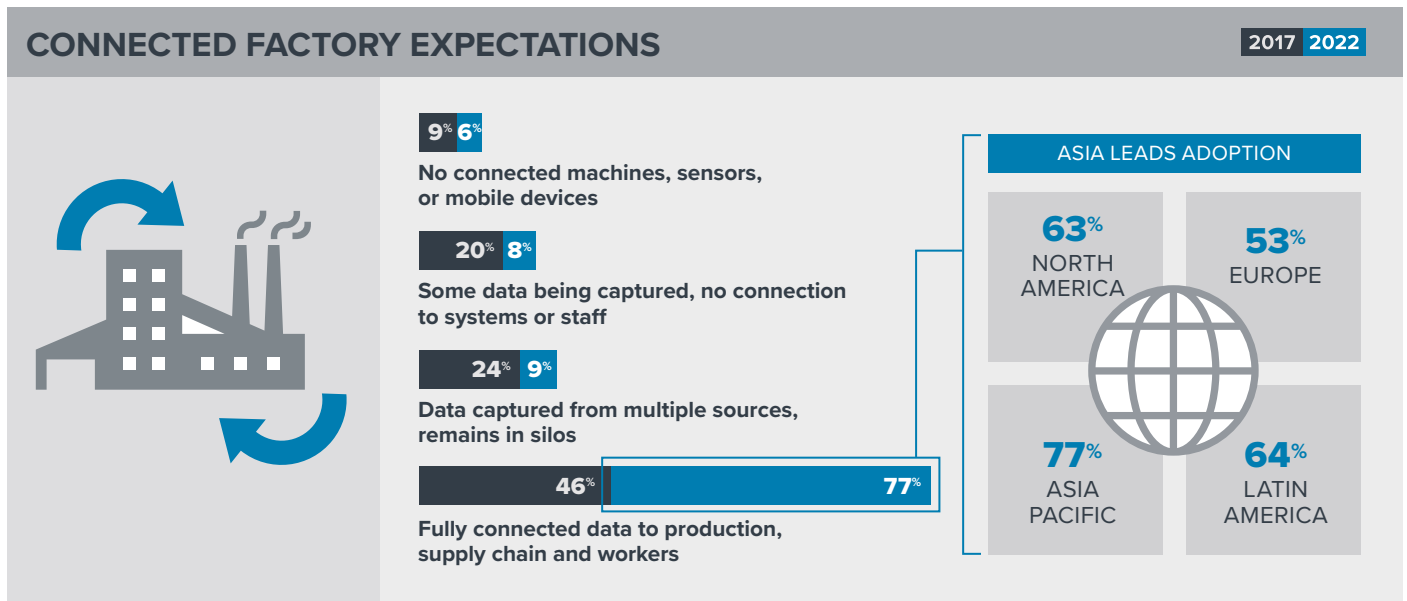 CONNECTED FACTORY EXPECTATIONS
2017 2022
9% 6%
No connected machines, sensors,
or mobile devices
20% 8%
Some data being captured, no connection
to systems or staff
24% 9%
Data captured from multiple sources,
remains in silos
46% 77%
Fully connected data to production,
supply chain and workers
ASIA LEADS ADOPTION
63%
NORTH
AMERICA
53%
EUROPE
77%
ASIA
PACIFIC
64%
LATIN
AMERICA